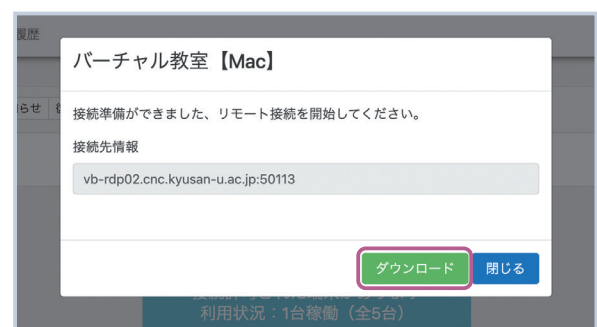 履歴
バーチャル教室【Mac】
らせ
接続準備ができました、リモート接続を開始してください。
接続先情報
vb-rdp02.cnc.kyusan-u.ac.jp:50113
ダウンロード 閉じる
利用状況：1台稼働（全5台）